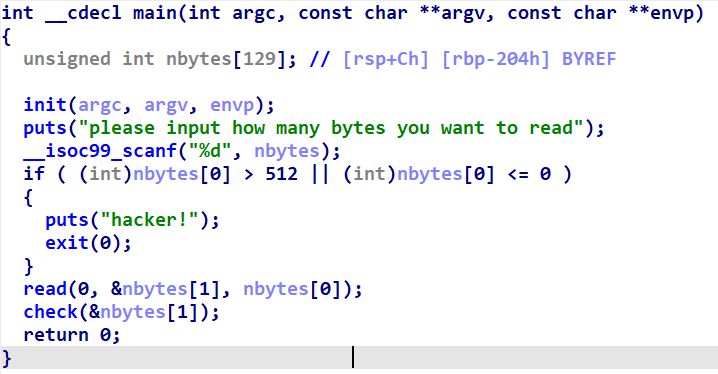 int __cdecl main(int argc, const char **argv, const char **envp)
{
  unsigned int nbytes[129]; // [rsp+Ch] [rbp-204h] BYREF

  init(argc, argv, envp);
  puts("please input how many bytes you want to read");
  __isoc99_scanf("%d", nbytes);
  if ( (int)nbytes[0] > 512 || (int)nbytes[0] <= 0 )
  {
    puts("hacker!");
    exit(0);
  }
  read(0, &nbytes[1], nbytes[0]);
  check(&nbytes[1]);
  return 0;
}